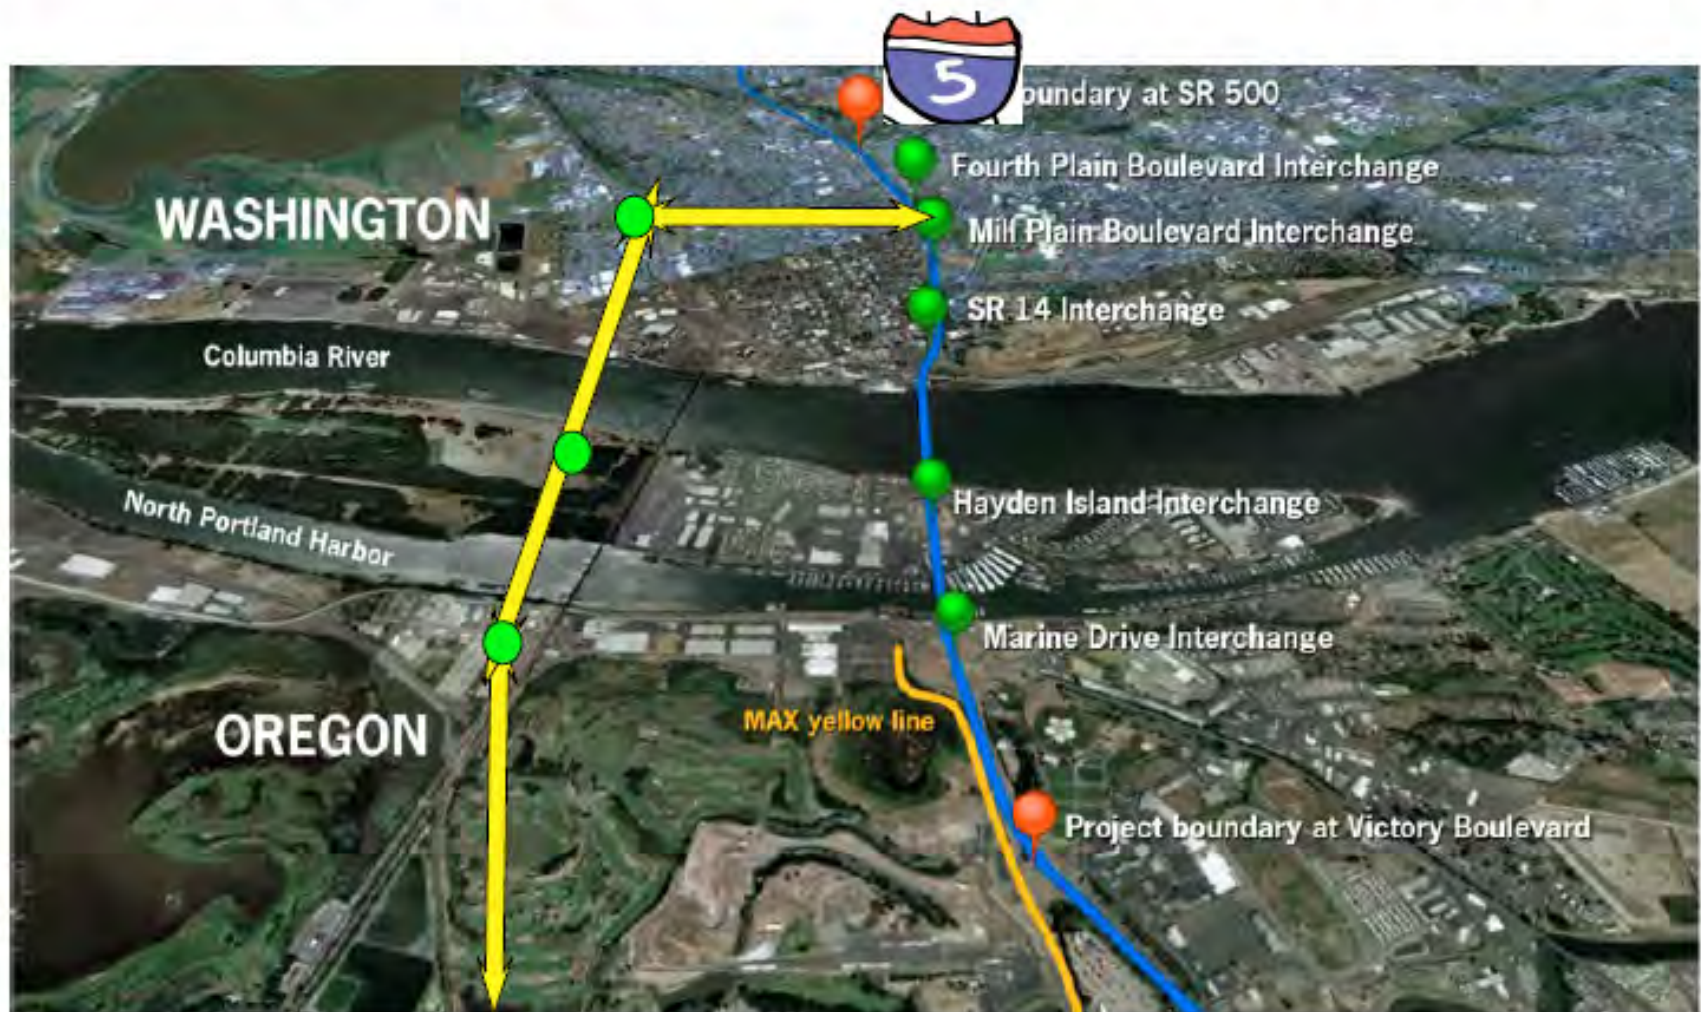 5
oundary at SR 500
Fourth Plain Boulevard Interchange
WASHINGTON
Mill Plain Boulevard Interchange
SR 14 Interchange
Columbia River
Hayden Island Interchange
North Portland Harbor
Marine Drive Interchange
OREGON
MAX yellow line
Project boundary at Victory Boulevard